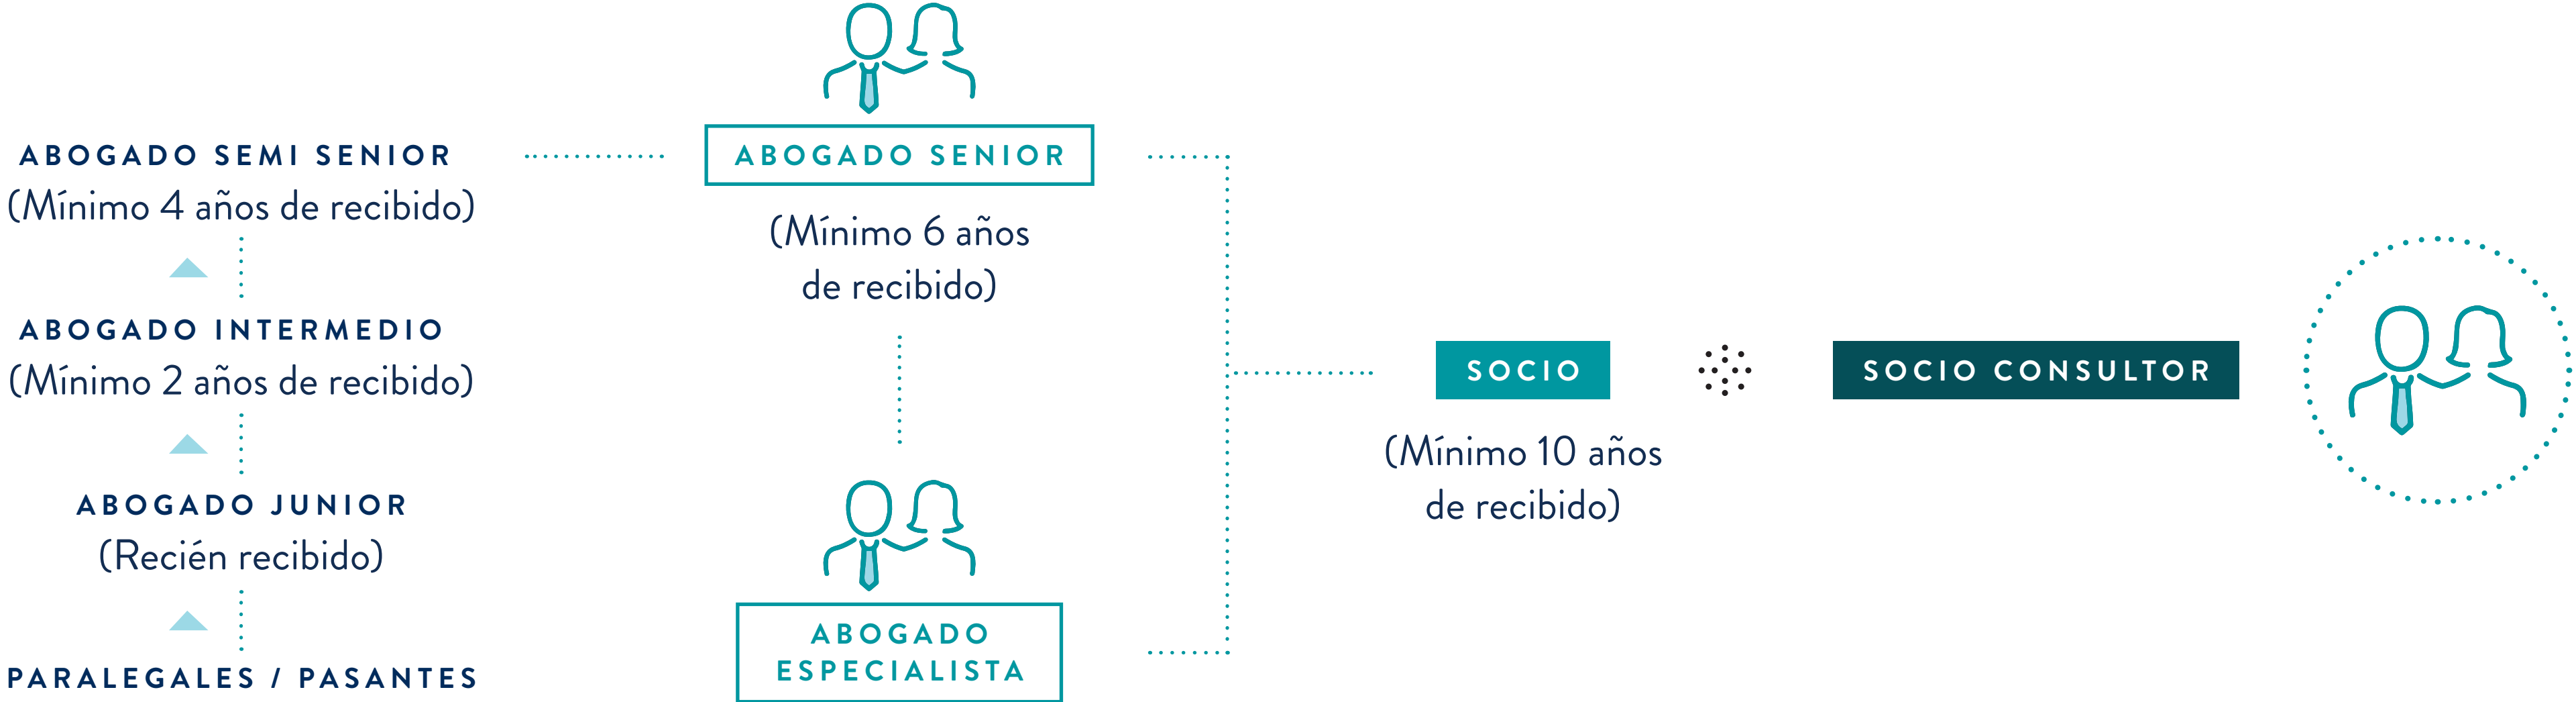 ABOGADO SEMI SENIOR
(Mínimo 4 años de recibido)
ABOGADO INTERMEDIO
(Mínimo 2 años de recibido)
ABOGADO JUNIOR
(Recién recibido)
PARALEGALES / PASANTES
ABOGADO SENIOR
(Mínimo 6 años
de recibido)
ABOGADO
ESPECIALISTA
SOCIO
(Mínimo 10 años
de recibido)
SOCIO CONSULTOR